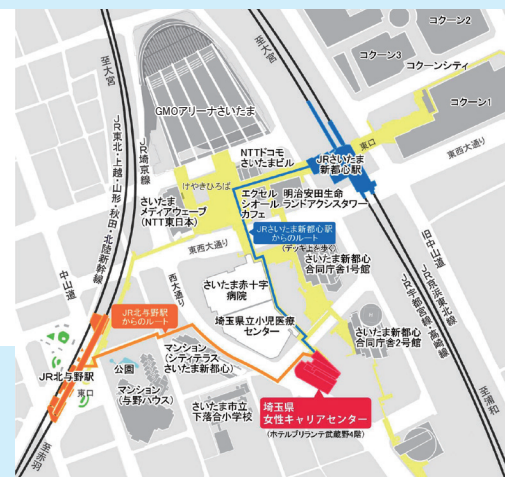 コクーン2
コクーン3
コクーンシティ
コクーン1
至大宮
至大宮
JR東北・上越・山形・秋田・北陸新幹線
JR埼京線
GMOアリーナさいたま
NTTドコモ
さいたまビル
JRさいたま
新都心駅
東口
東西大通り
けやきひろば
さいたま
メディアウェーブ
(NTT東日本)
エクセル
シオール
カフェ
明治安田生命
ランドアクシスタワー
JRさいたま新都心駅
からのルート
(デッキ上を歩く)
東西大通り
中山道
西大通り
さいたま新都心
合同庁舎1号館
旧中山道
JR京浜東北線
JR宇都宮線・高崎線
さいたま赤十字
病院
埼玉県立小児医療
センター
JR北与野駅
からのルート
さいたま新都心
合同庁舎2号館
マンション
(シティテラス
さいたま新都心)
公園
JR北与野駅
東口
マンション
(与野ハウス)
さいたま市立
下落合小学校
埼玉県
女性キャリアセンター
(ホテルブリランテ武蔵野4階)
至浦和
至赤羽